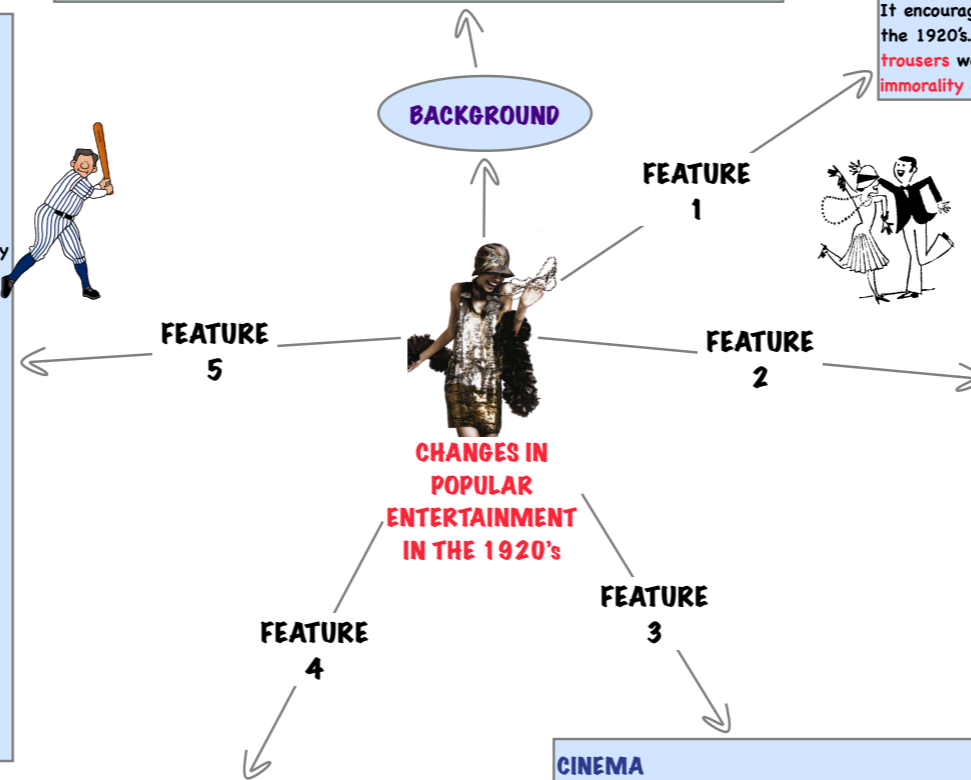 It encourag
the 1920's.
trousers w
immorality
BACKGROUND
FEATURE
1
y
FEATURE
5
FEATURE
2
CHANGES IN
POPULAR
ENTERTAINMENT
IN THE 1920's
FEATURE
3
FEATURE
4
CINEMA